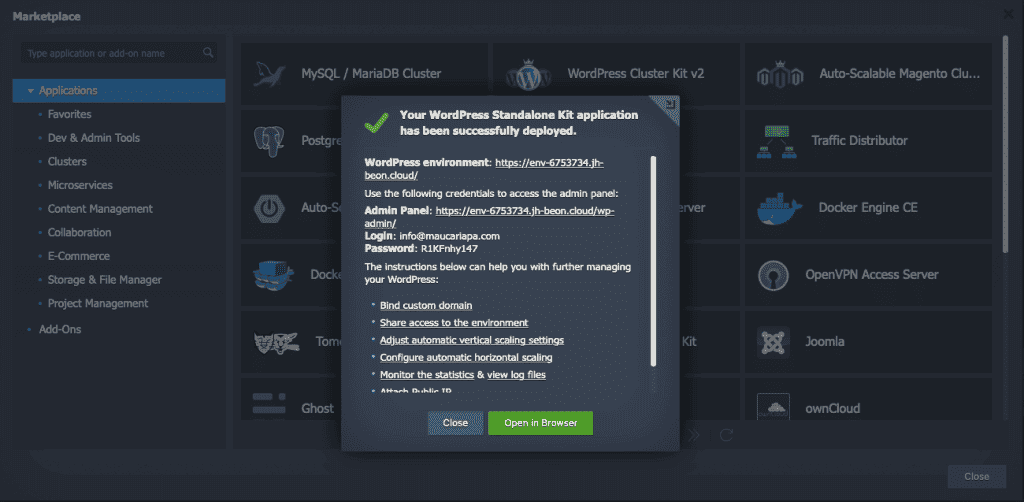 Marketplace
Type application or add-on name
Applications
Favorites
Dev & Admin Tools
Clusters
Microservices
Content Management
Collaboration
E-Commerce
Storage & File Manager
Project Management
Add-Ons
MySQL / MariaDB Cluster
WordPress Cluster Kit v2
Auto-Scalable Magento Clu...
Traffic Distributor
Docker Engine CE
OpenVPN Access Server
Kit
Joomla
Ghost
ownCloud
Your WordPress Standalone Kit application
has been successfully deployed.
WordPress environment: https://env-6753734.jh-
beon.cloud/
Use the following credentials to access the admin panel:
Admin Panel: https://env-6753734.jh-beon.cloud/wp-
admin/
Login: info@maucariapa.com
Password: R1KFnhy147
The instructions below can help you with further managing
your WordPress:
Bind custom domain
Share access to the environment
Adjust automatic vertical scaling settings
Configure automatic horizontal scaling
Monitor the statistics & view log files
Attach Public IP
Close
Open in Browser
Close